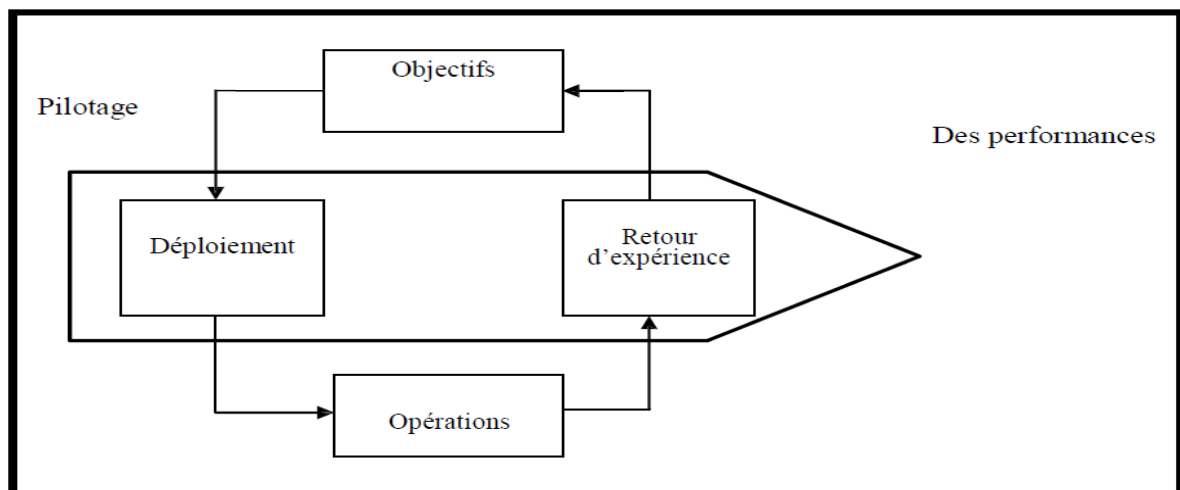 Objectifs
Pilotage
Des performances
Déploiement
Retour
d’expérience
Opérations